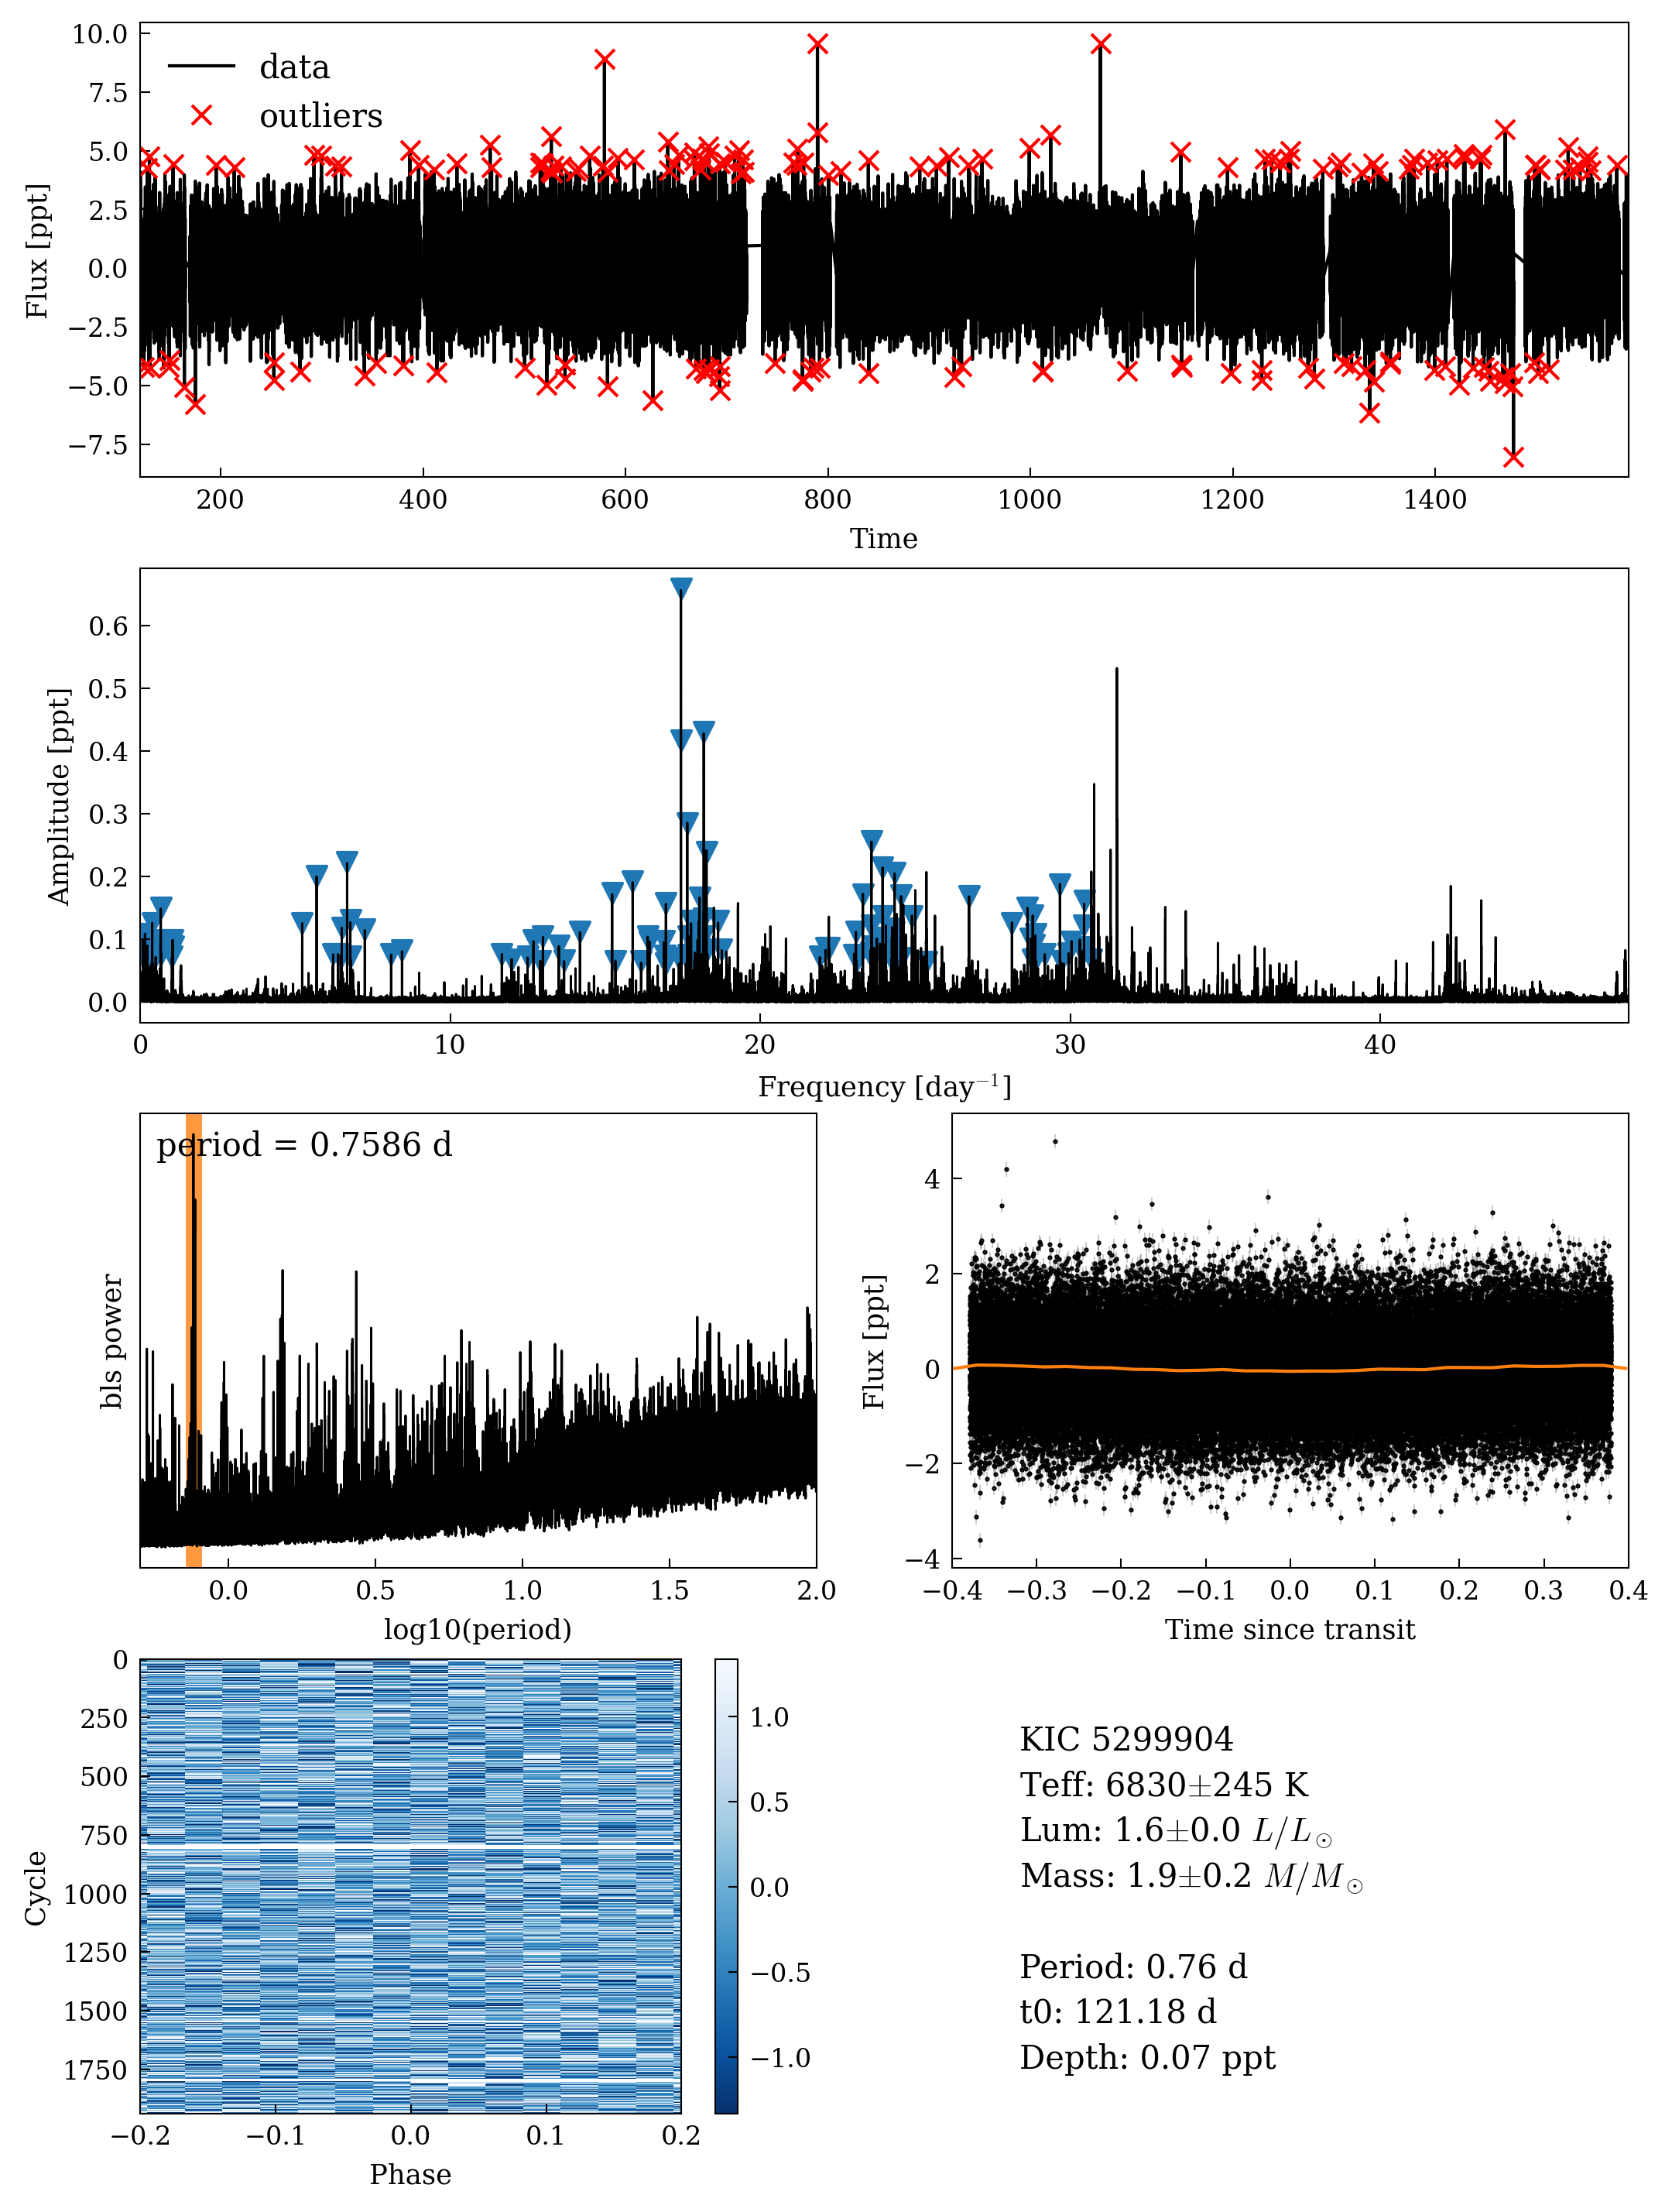 10.0
7.5
5.0
2.5
0.0
−2.5
−5.0
−7.5
Flux [ppt]
data
outliers
200 400 600 800 1000 1200 1400
Time
0.6
0.5
0.4
0.3
0.2
0.1
0.0
Amplitude [ppt]
0 10 20 30 40
Frequency [day⁻¹]
period = 0.7586 d
bls power
0.0 0.5 1.0 1.5 2.0
log10(period)
4
2
0
−2
−4
Flux [ppt]
−0.4 −0.3 −0.2 −0.1 0.0 0.1 0.2 0.3 0.4
Time since transit
0
250
500
750
1000
1250
1500
1750
Cycle
−0.2 −0.1 0.0 0.1 0.2
Phase
1.0
0.5
0.0
−0.5
−1.0
KIC 5299904
Teff: 6830±245 K
Lum: 1.6±0.0 L/L⊙
Mass: 1.9±0.2 M/M⊙
Period: 0.76 d
t0: 121.18 d
Depth: 0.07 ppt